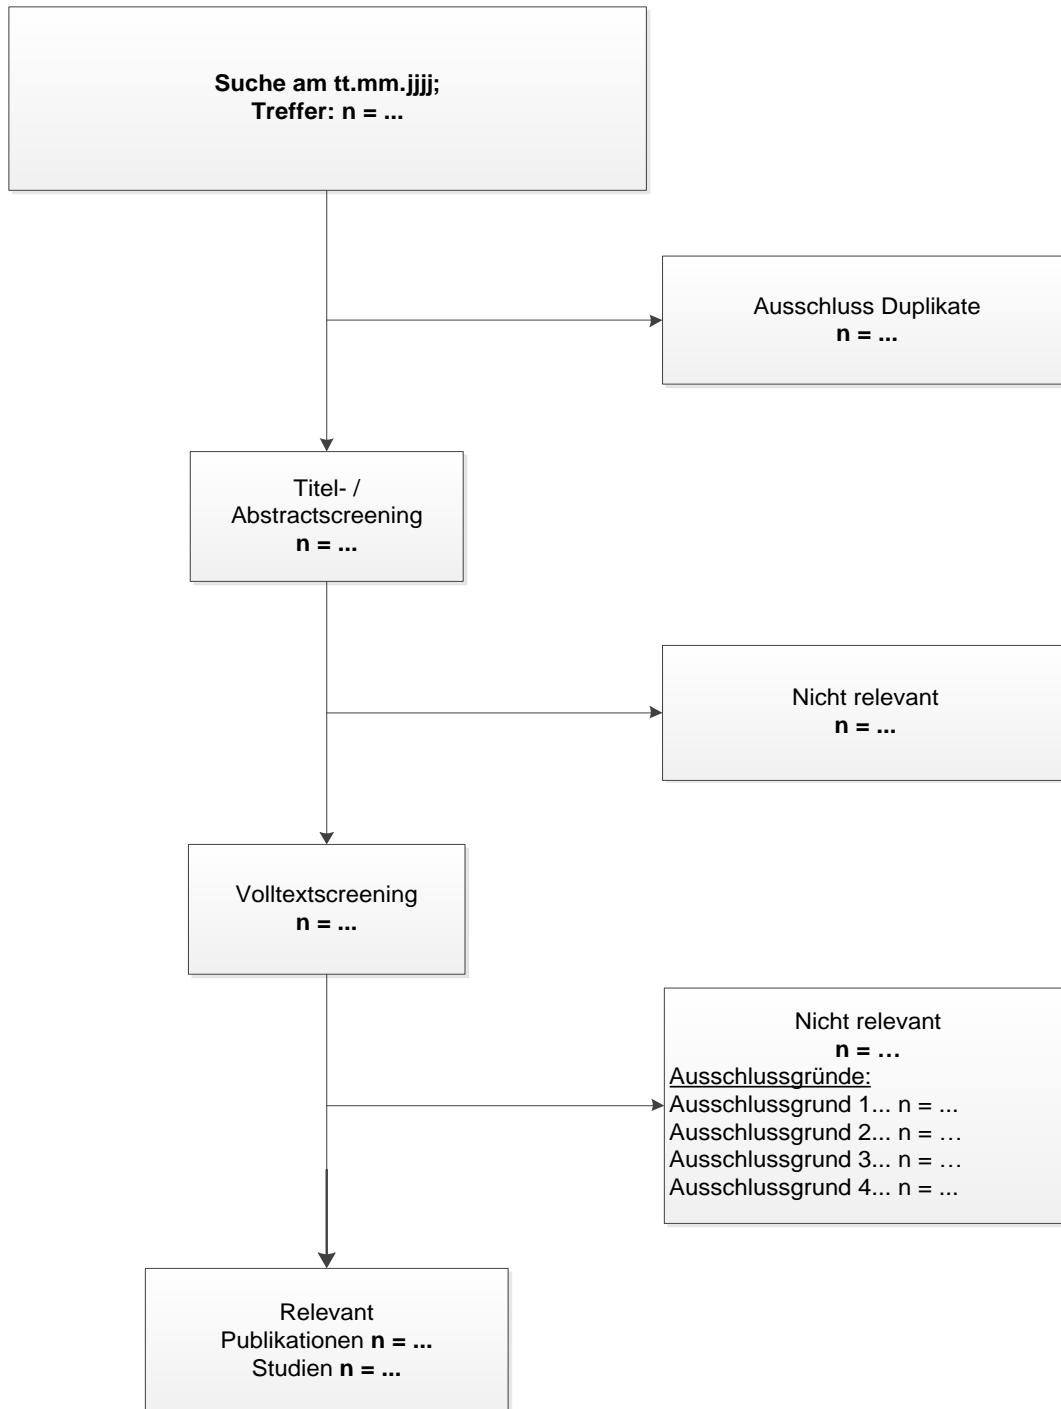 Suche am tt.mm.jjjj;
Treffer: n = ...
Ausschluss Duplikate
n = ...
Titel- /
Abstractscreening
n = ...
Nicht relevant
n = ...
Volltextscreening
n = ...
Nicht relevant
n = …
Ausschlussgründe:
Ausschlussgrund 1... n = ...
Ausschlussgrund 2... n = …
Ausschlussgrund 3... n = …
Ausschlussgrund 4... n = ...
Relevant
Publikationen n = ...
Studien n = ...